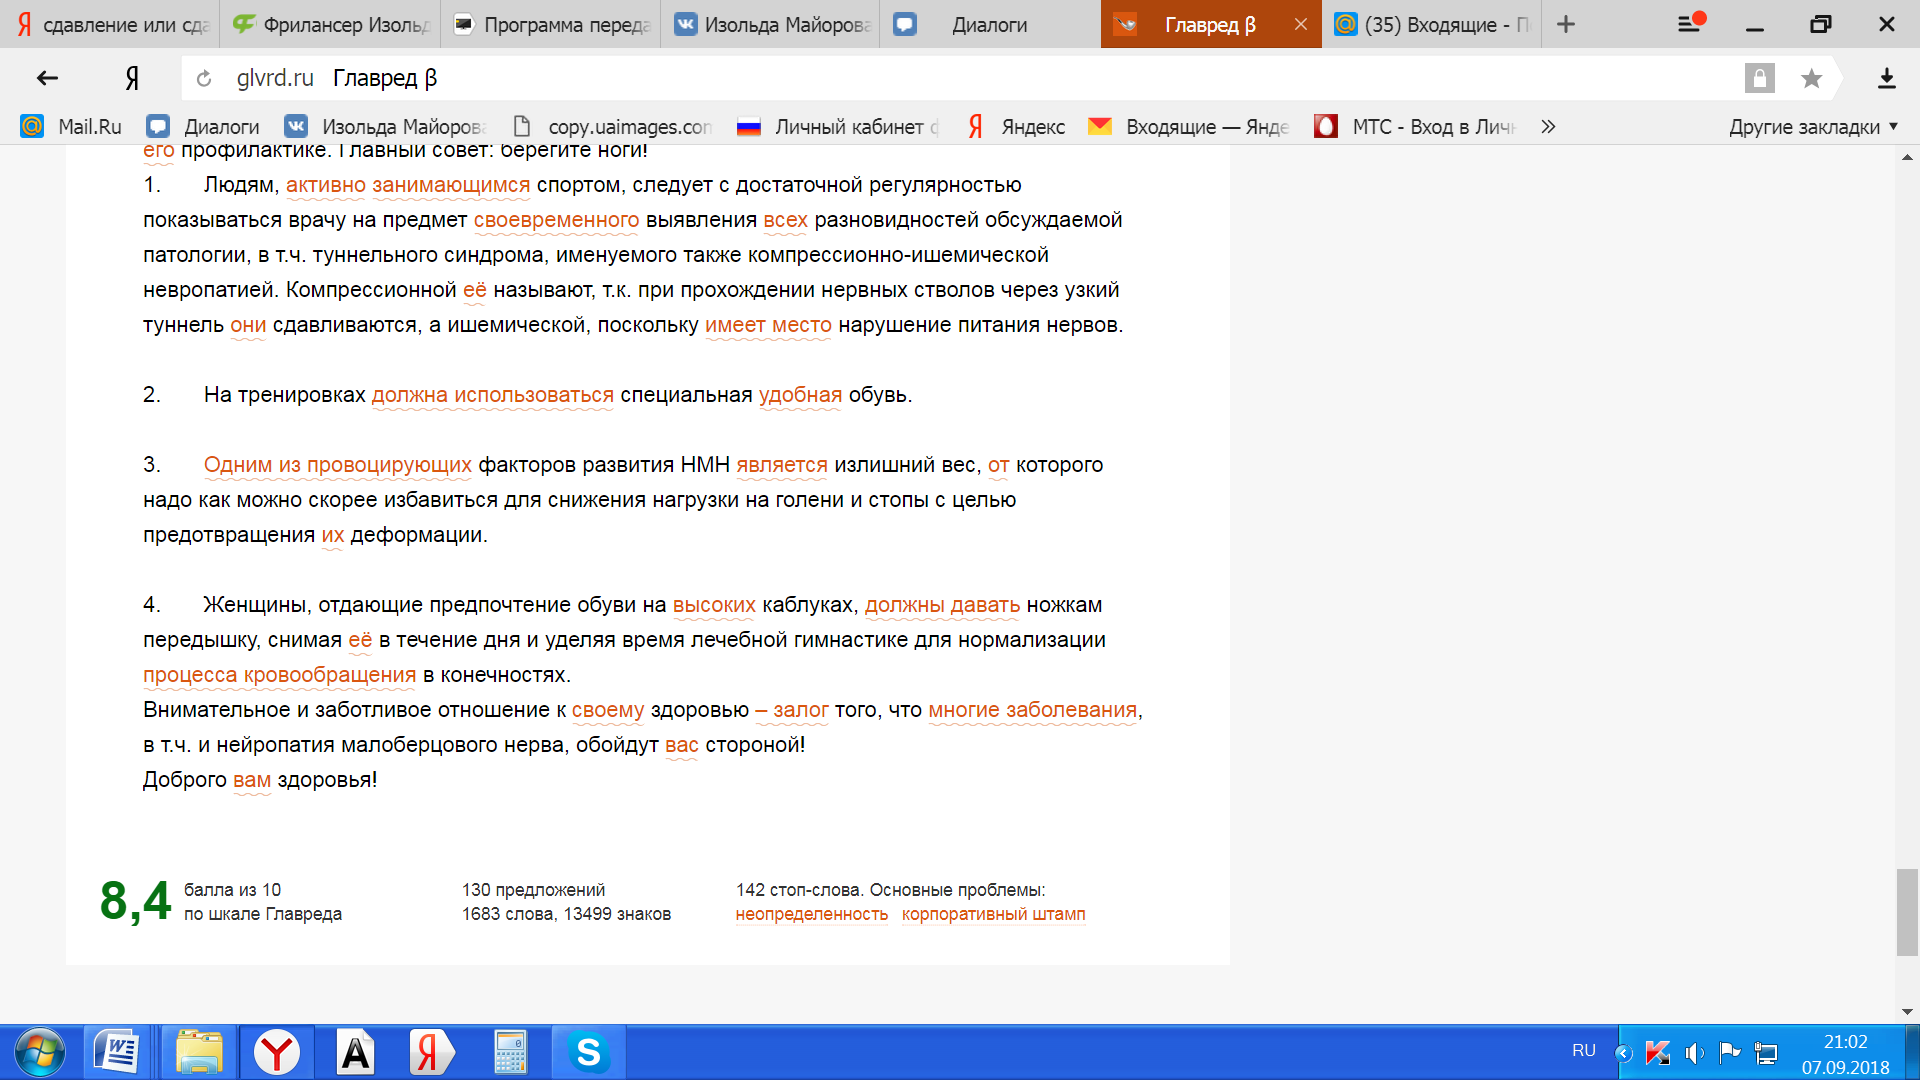 сдавление или сда
Фрилансер Изольд
Программа переда
Изольда Майорова
Диалоги
Главред β
(35) Входящие - П
Я
glvrd.ru Главред β
Mail.Ru
Диалоги
Изольда Майорова
copy.uaimages.com
Личный кабинет ф
Яндекс
Входящие — Янде
МТС - Вход в Личн
Другие закладки
его профилактике. Главный совет: берегите ноги!
1. Людям, активно занимающимся спортом, следует с достаточной регулярностью
показываться врачу на предмет своевременного выявления всех разновидностей обсуждаемой
патологии, в т.ч. туннельного синдрома, именуемого также компрессионно-ишемической
невропатией. Компрессионной её называют, т.к. при прохождении нервных стволов через узкий
туннель они сдавливаются, а ишемической, поскольку имеет место нарушение питания нервов.
2. На тренировках должна использоваться специальная удобная обувь.
3. Одним из провоцирующих факторов развития НМН является излишний вес, от которого
надо как можно скорее избавиться для снижения нагрузки на голени и стопы с целью
предотвращения их деформации.
4. Женщины, отдающие предпочтение обуви на высоких каблуках, должны давать ножкам
передышку, снимая её в течение дня и уделяя время лечебной гимнастике для нормализации
процесса кровообращения в конечностях.
Внимательное и заботливое отношение к своему здоровью – залог того, что многие заболевания,
в т.ч. и нейропатия малоберцового нерва, обойдут вас стороной!
Доброго вам здоровья!
8,4 балла из 10
по шкале Главреда
130 предложений
1683 слова, 13499 знаков
142 стоп-слова. Основные проблемы:
неопределенность корпоративный штамп
RU
21:02
07.09.2018